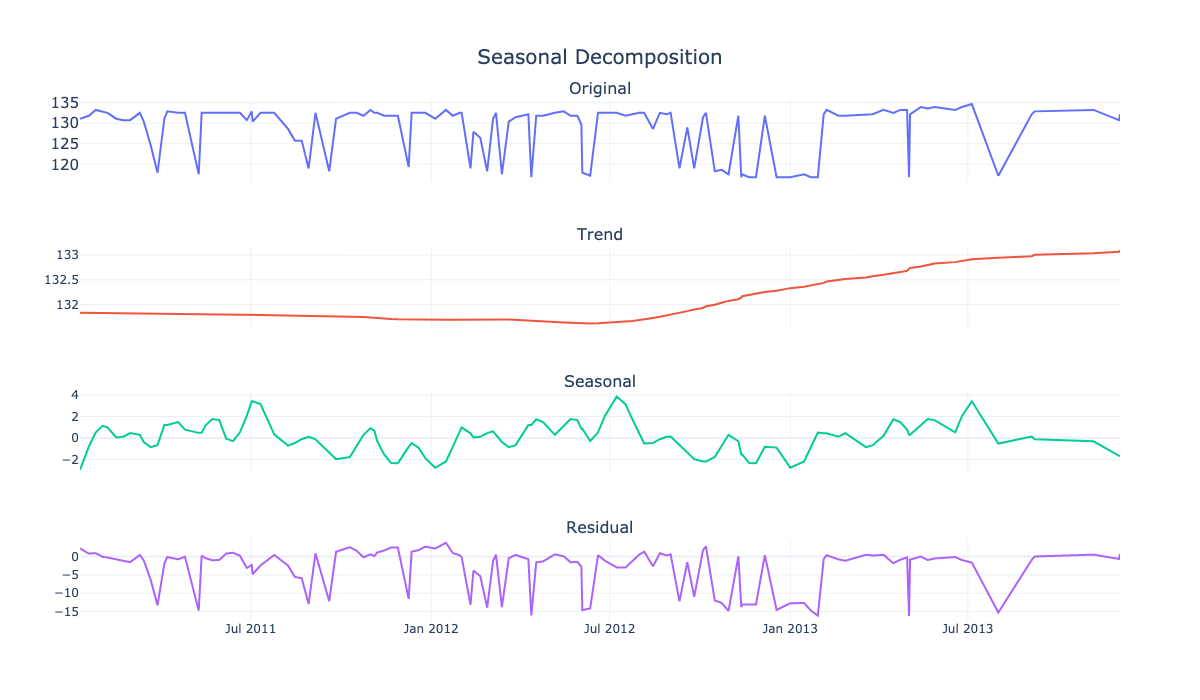 Seasonal Decomposition
Original
135
130
125
120
Trend
133
132.5
132
Seasonal
4
2
0
−2
Residual
0
−5
−10
−15
Jul 2011 Jan 2012 Jul 2012 Jan 2013 Jul 2013